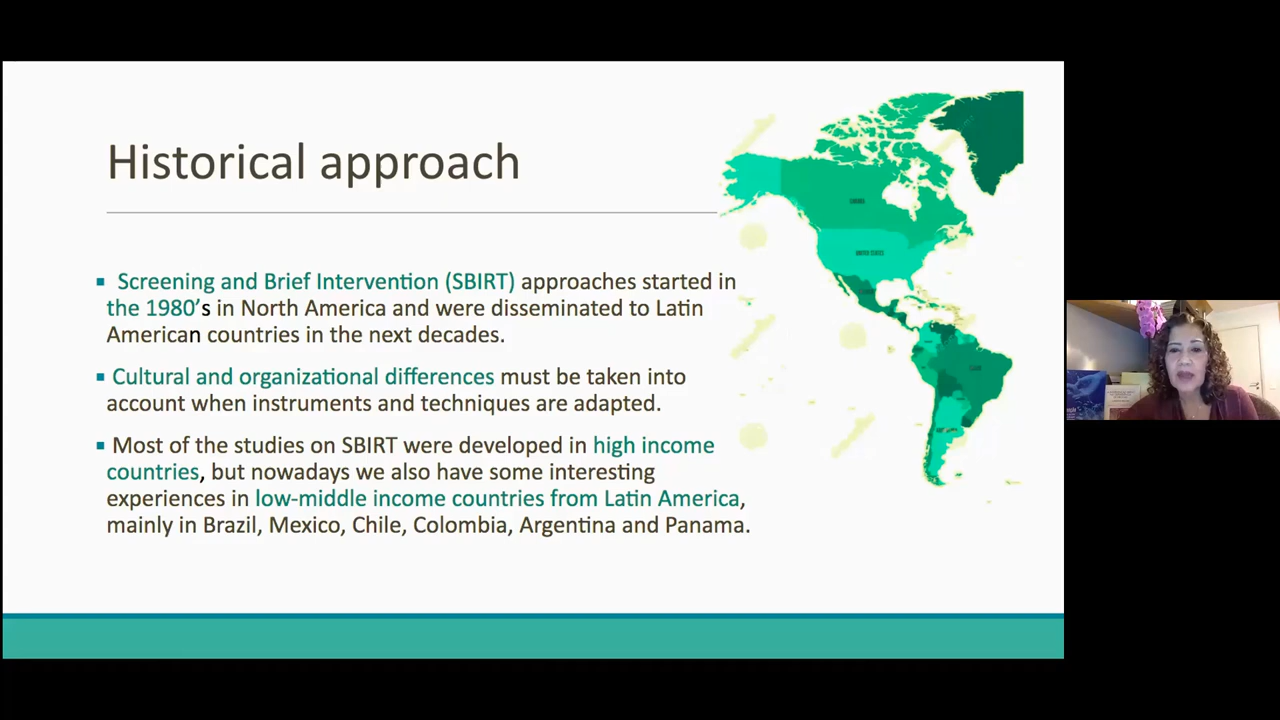 Historical approach
Screening and Brief Intervention (SBIRT) approaches started in
the 1980's in North America and were disseminated to Latin
American countries in the next decades.
Cultural and organizational differences must be taken into
account when instruments and techniques are adapted.
Most of the studies on SBIRT were developed in high income
countries, but nowadays we also have some interesting
experiences in low-middle income countries from Latin America,
mainly in Brazil, Mexico, Chile, Colombia, Argentina and Panama.
UNITED STATES